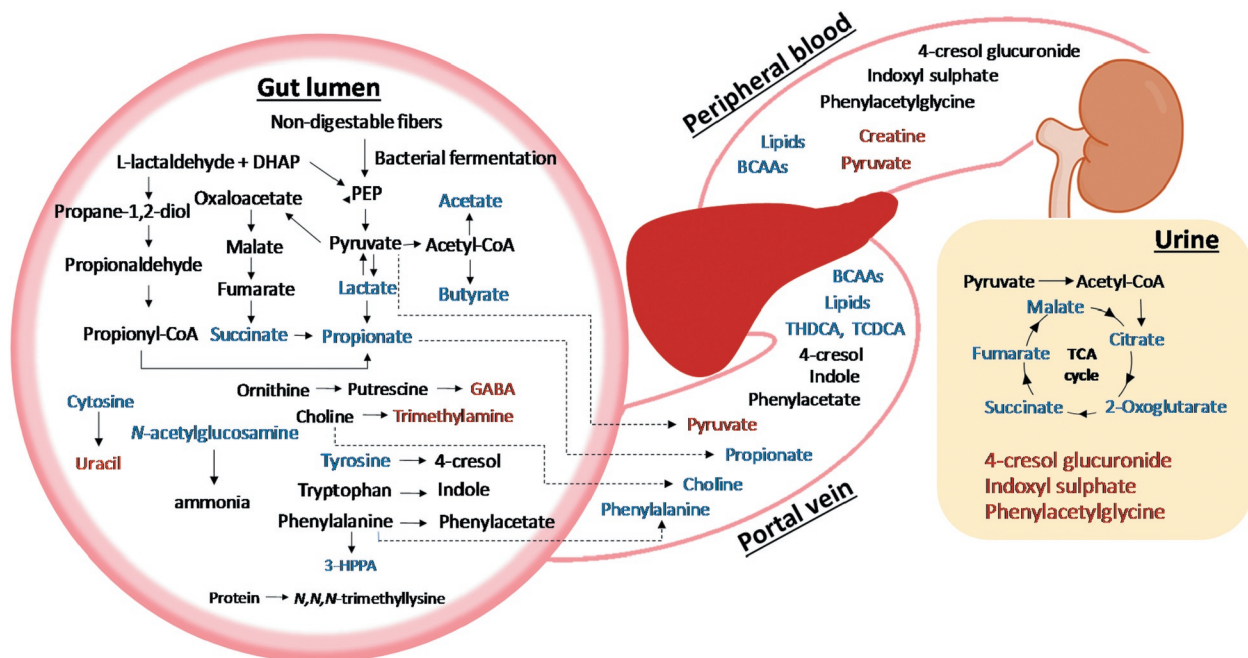 Gut lumen
Non-digestable fibers
Bacterial fermentation
L-lactaldehyde + DHAP
PEP
Oxaloacetate
Acetate
Propane-1,2-diol
Malate
Pyruvate
Acetyl-CoA
Propionaldehyde
Fumarate
Lactate
Butyrate
Propionyl-CoA
Succinate
Propionate
Ornithine
Putrescine
GABA
Cytosine
Choline
Trimethylamine
N-acetylglucosamine
Uracil
Tyrosine
4-cresol
ammonia
Tryptophan
Indole
Phenylalanine
Phenylacetate
3-HPPA
Protein
N,N,N-trimethyllysine
Peripheral blood
4-cresol glucuronide
Indoxyl sulphate
Phenylacetylglycine
Lipids
Creatine
BCAAs
Pyruvate
BCAAs
Lipids
THDCA, TCDCA
4-cresol
Indole
Phenylacetate
Pyruvate
Propionate
Choline
Phenylalanine
Portal vein
Urine
Pyruvate
Acetyl-CoA
Malate
Citrate
Fumarate
TCA
cycle
Succinate
2-Oxoglutarate
4-cresol glucuronide
Indoxyl sulphate
Phenylacetylglycine